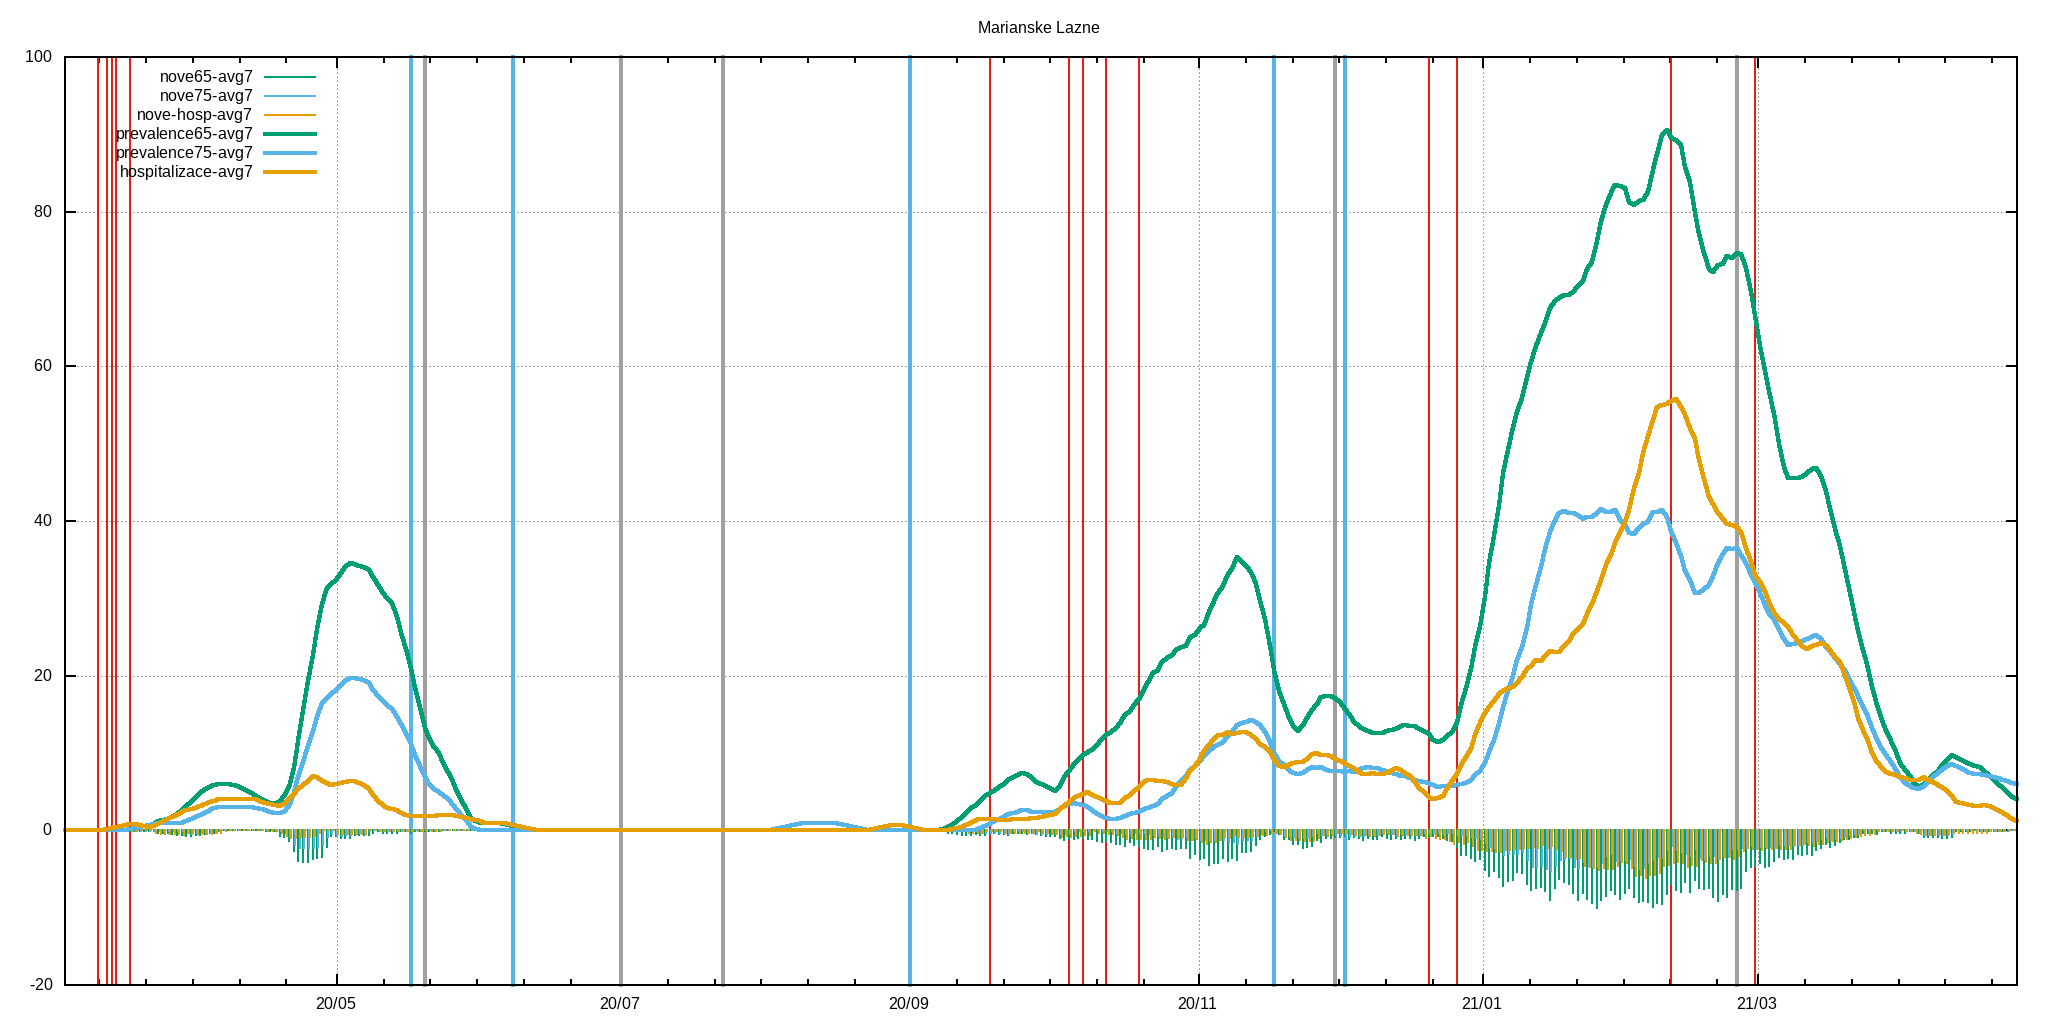 Marianske Lazne
100
80
60
40
20
0
-20
nove65-avg7
nove75-avg7
nove-hosp-avg7
prevalence65-avg7
prevalence75-avg7
hospitalizace-avg7
20/05
20/07
20/09
20/11
21/01
21/03